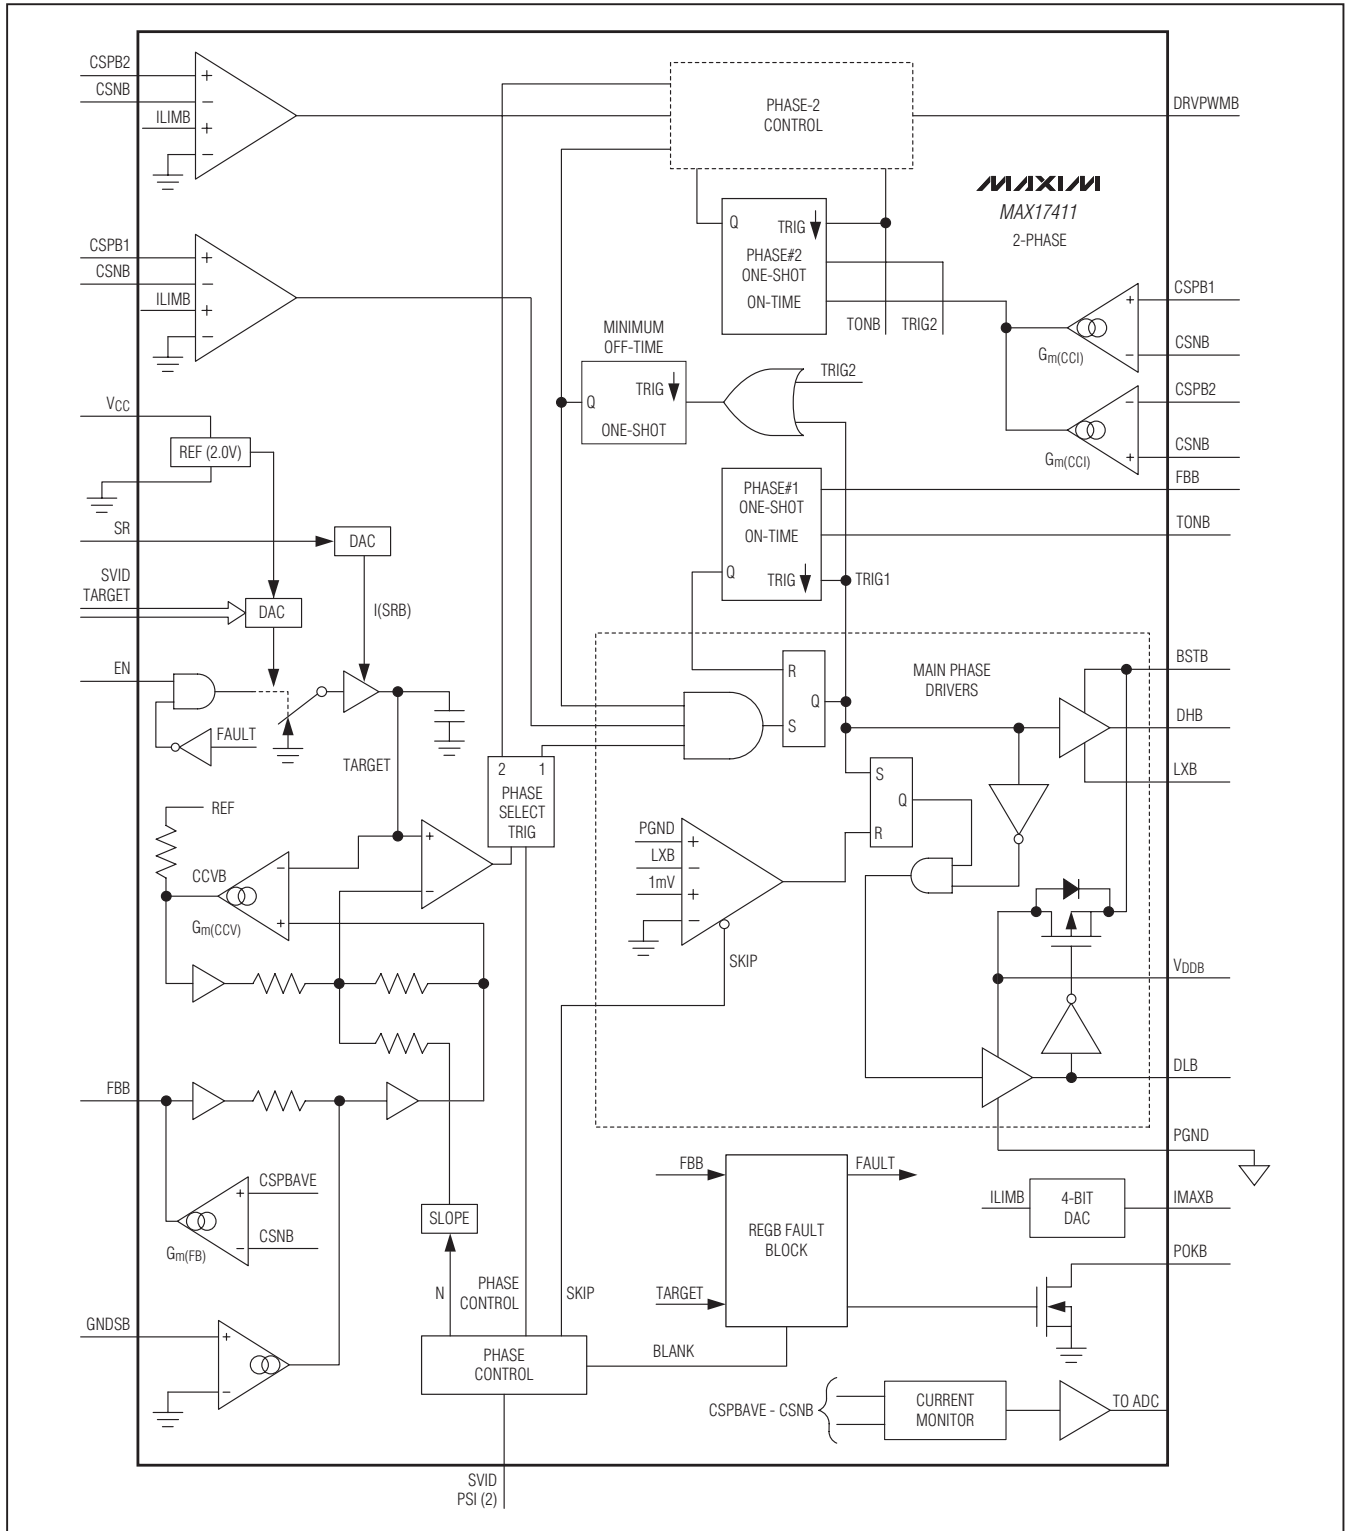 CSPB2
CSNB
ILIMB
+
−
+
−
PHASE-2
CONTROL
DRVPWMB
MAXIM
MAX17411
2-PHASE
Q
TRIG
PHASE#2
ONE-SHOT
ON-TIME
TONB
TRIG2
CSPB1
CSNB
ILIMB
+
−
+
−
CSPB1
+
CSNB
−
Gm(CCI)
CSPB2
−
CSNB
+
Gm(CCI)
MINIMUM
OFF-TIME
TRIG
Q
ONE-SHOT
TRIG2
VCC
REF (2.0V)
PHASE#1
ONE-SHOT
ON-TIME
Q
TRIG
TRIG1
FBB
TONB
SR
DAC
SVID
TARGET
DAC
I(SRB)
EN
FAULT
TARGET
MAIN PHASE
DRIVERS
R
Q
S
BSTB
DHB
LXB
2 1
PHASE
SELECT
TRIG
S
Q
R
REF
CCVB
−
+
Gm(CCV)
+
−
PGND
LXB
1mV
+
−
+
−
SKIP
VDDB
DLB
PGND
FBB
CSPBAVE
+
CSNB
−
Gm(FB)
SLOPE
N
PHASE
CONTROL
SKIP
FBB
FAULT
REGB FAULT
BLOCK
TARGET
BLANK
ILIMB
4-BIT
DAC
IMAXB
POKB
GNDSB
+
−
PHASE
CONTROL
CSPBAVE - CSNB
CURRENT
MONITOR
TO ADC
SVID
PSI (2)